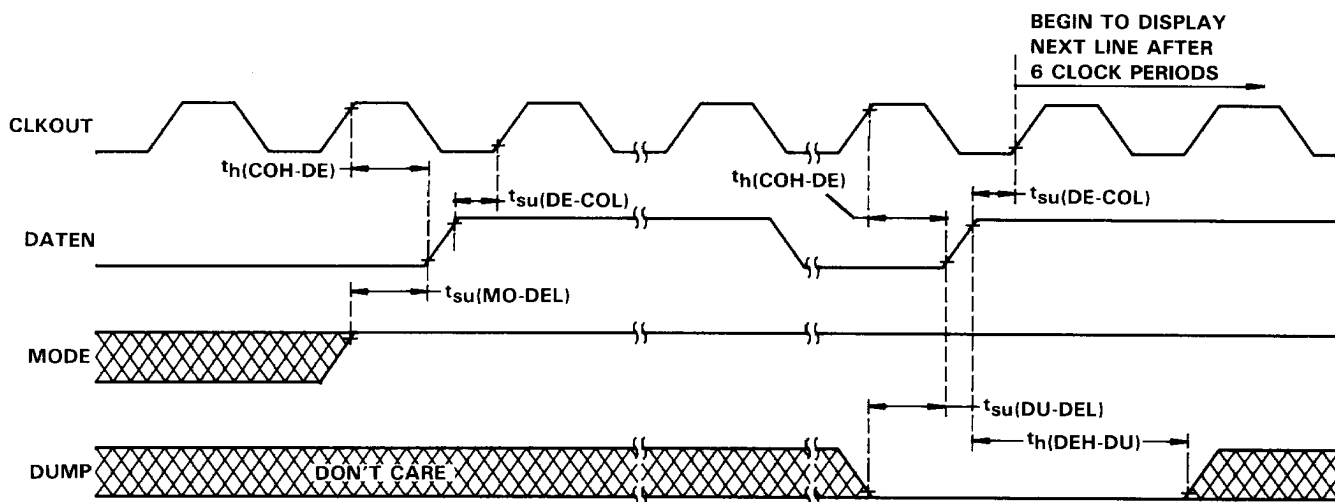 BEGIN TO DISPLAY
NEXT LINE AFTER
6 CLOCK PERIODS
CLKOUT
th(COH-DE)
th(COH-DE)
tsu(DE-COL)
tsu(DE-COL)
DATEN
tsu(MO-DEL)
MODE
tsu(DU-DEL)
th(DEH-DU)
DUMP
DON'T CARE